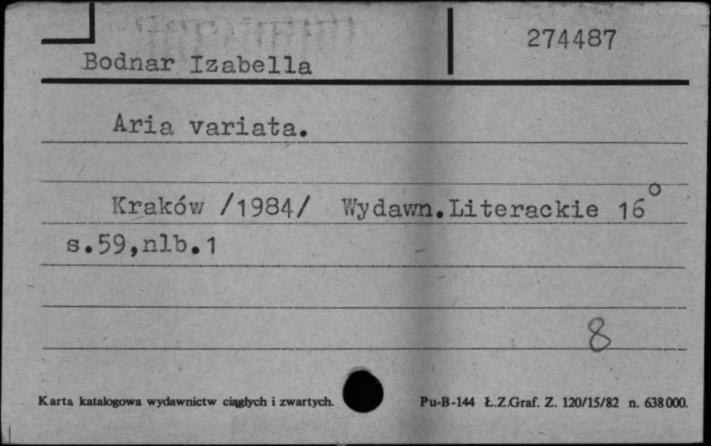 274487
Bodnar Izabella
Aria variata.
Kraków /1984/ Wydawn.Literackie 16°
s.59,nlb.1
8
Karta katalogowa wydawnictw ciągłych i zwartych. Pu-B-144 Ł.Z.Graf. Z. 120/15/82 n. 638000.